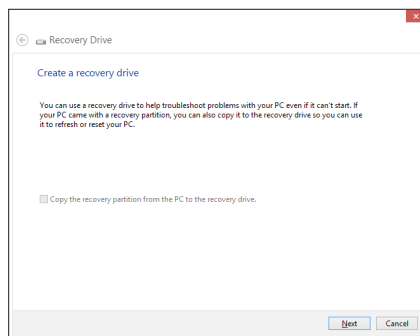 Recovery Drive
Create a recovery drive
You can use a recovery drive to help troubleshoot problems with your PC even if it can't start. If
your PC came with a recovery partition, you can also copy it to the recovery drive so you can use
it to refresh or reset your PC.
Copy the recovery partition from the PC to the recovery drive.
Next Cancel